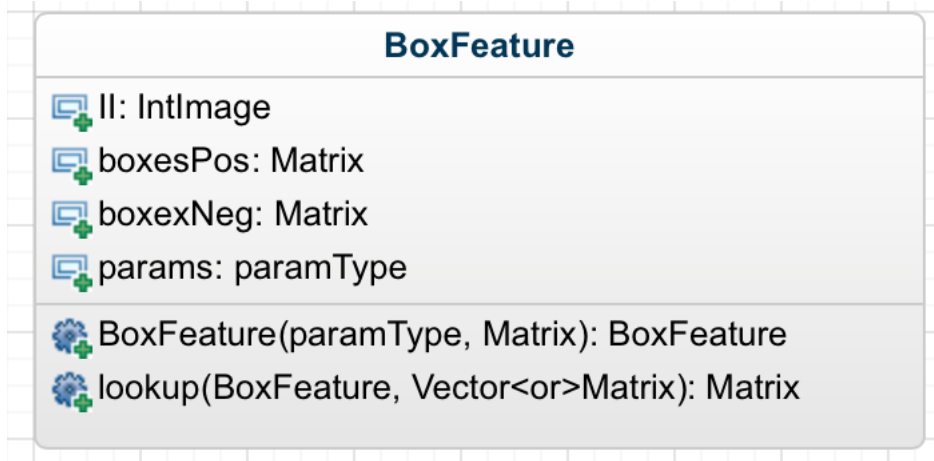 BoxFeature
II: IntImage
boxesPos: Matrix
boxexNeg: Matrix
params: paramType
BoxFeature(paramType, Matrix): BoxFeature
lookup(BoxFeature, Vector<or>Matrix): Matrix